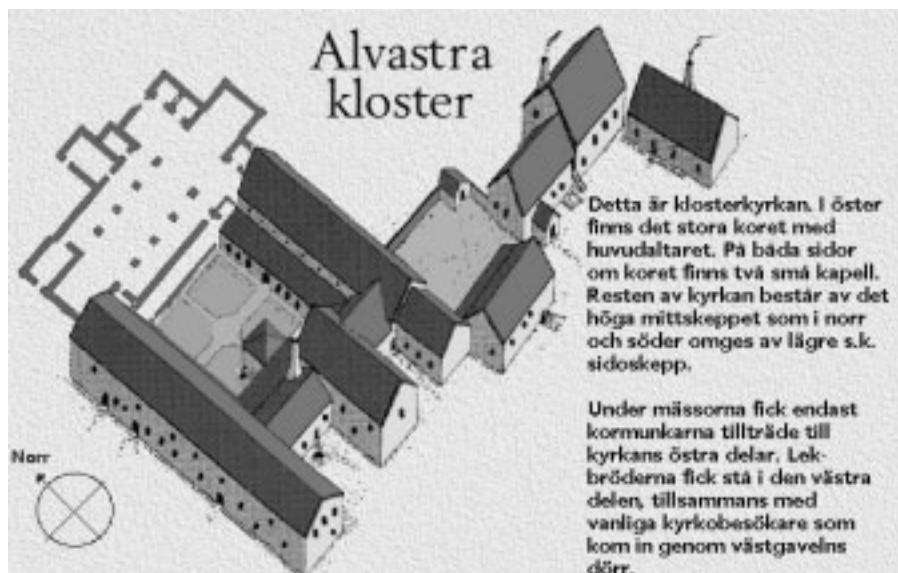 Alvastra
kloster
Detta är klosterkyrkan. I öster
finns det stora koret med
huvudaltaret. På båda sidor
om koret finns två små kapell.
Resten av kyrkan består av det
höga mittskeppet som i norr
och söder omges av lägre s.k.
sidoskepp.
Under mässorna fick endast
kormunkarna tillträde till
kyrkans östra delar. Lek-
bröderna fick stå i den västra
delen, tillsammans med
vanliga kyrkobesökare som
kom in genom västgavelns
dörr.
Norr